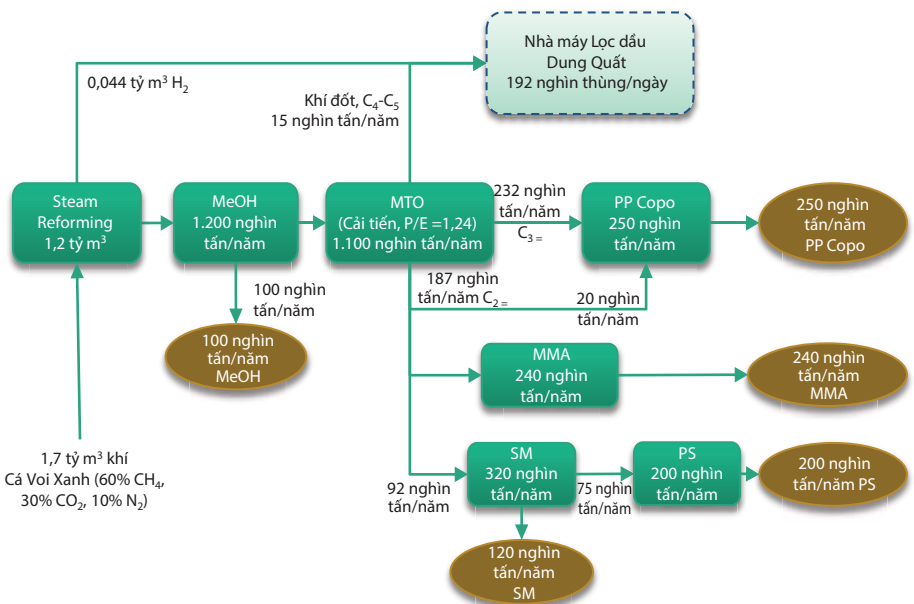 Nhà máy Lọc dầu
Dung Quất
192 nghìn thùng/ngày
0,044 tỷ m³ H₂
Khí đốt, C₄-C₅
15 nghìn tấn/năm
Steam
Reforming
1,2 tỷ m³
MeOH
1.200 nghìn
tấn/năm
MTO
(Cải tiến, P/E =1,24)
1.100 nghìn tấn/năm
232 nghìn
tấn/năm
C₃ =
PP Copo
250 nghìn
tấn/năm
250 nghìn
tấn/năm
PP Copo
187 nghìn
tấn/năm C₂ =
20 nghìn
tấn/năm
100 nghìn
tấn/năm
100 nghìn
tấn/năm
MeOH
MMA
240 nghìn
tấn/năm
240 nghìn
tấn/năm
MMA
1,7 tỷ m³ khí
Cá Voi Xanh (60% CH₄,
30% CO₂, 10% N₂)
92 nghìn
tấn/năm
SM
320 nghìn
tấn/năm
75 nghìn
tấn/năm
PS
200 nghìn
tấn/năm
200 nghìn
tấn/năm PS
120 nghìn
tấn/năm
SM